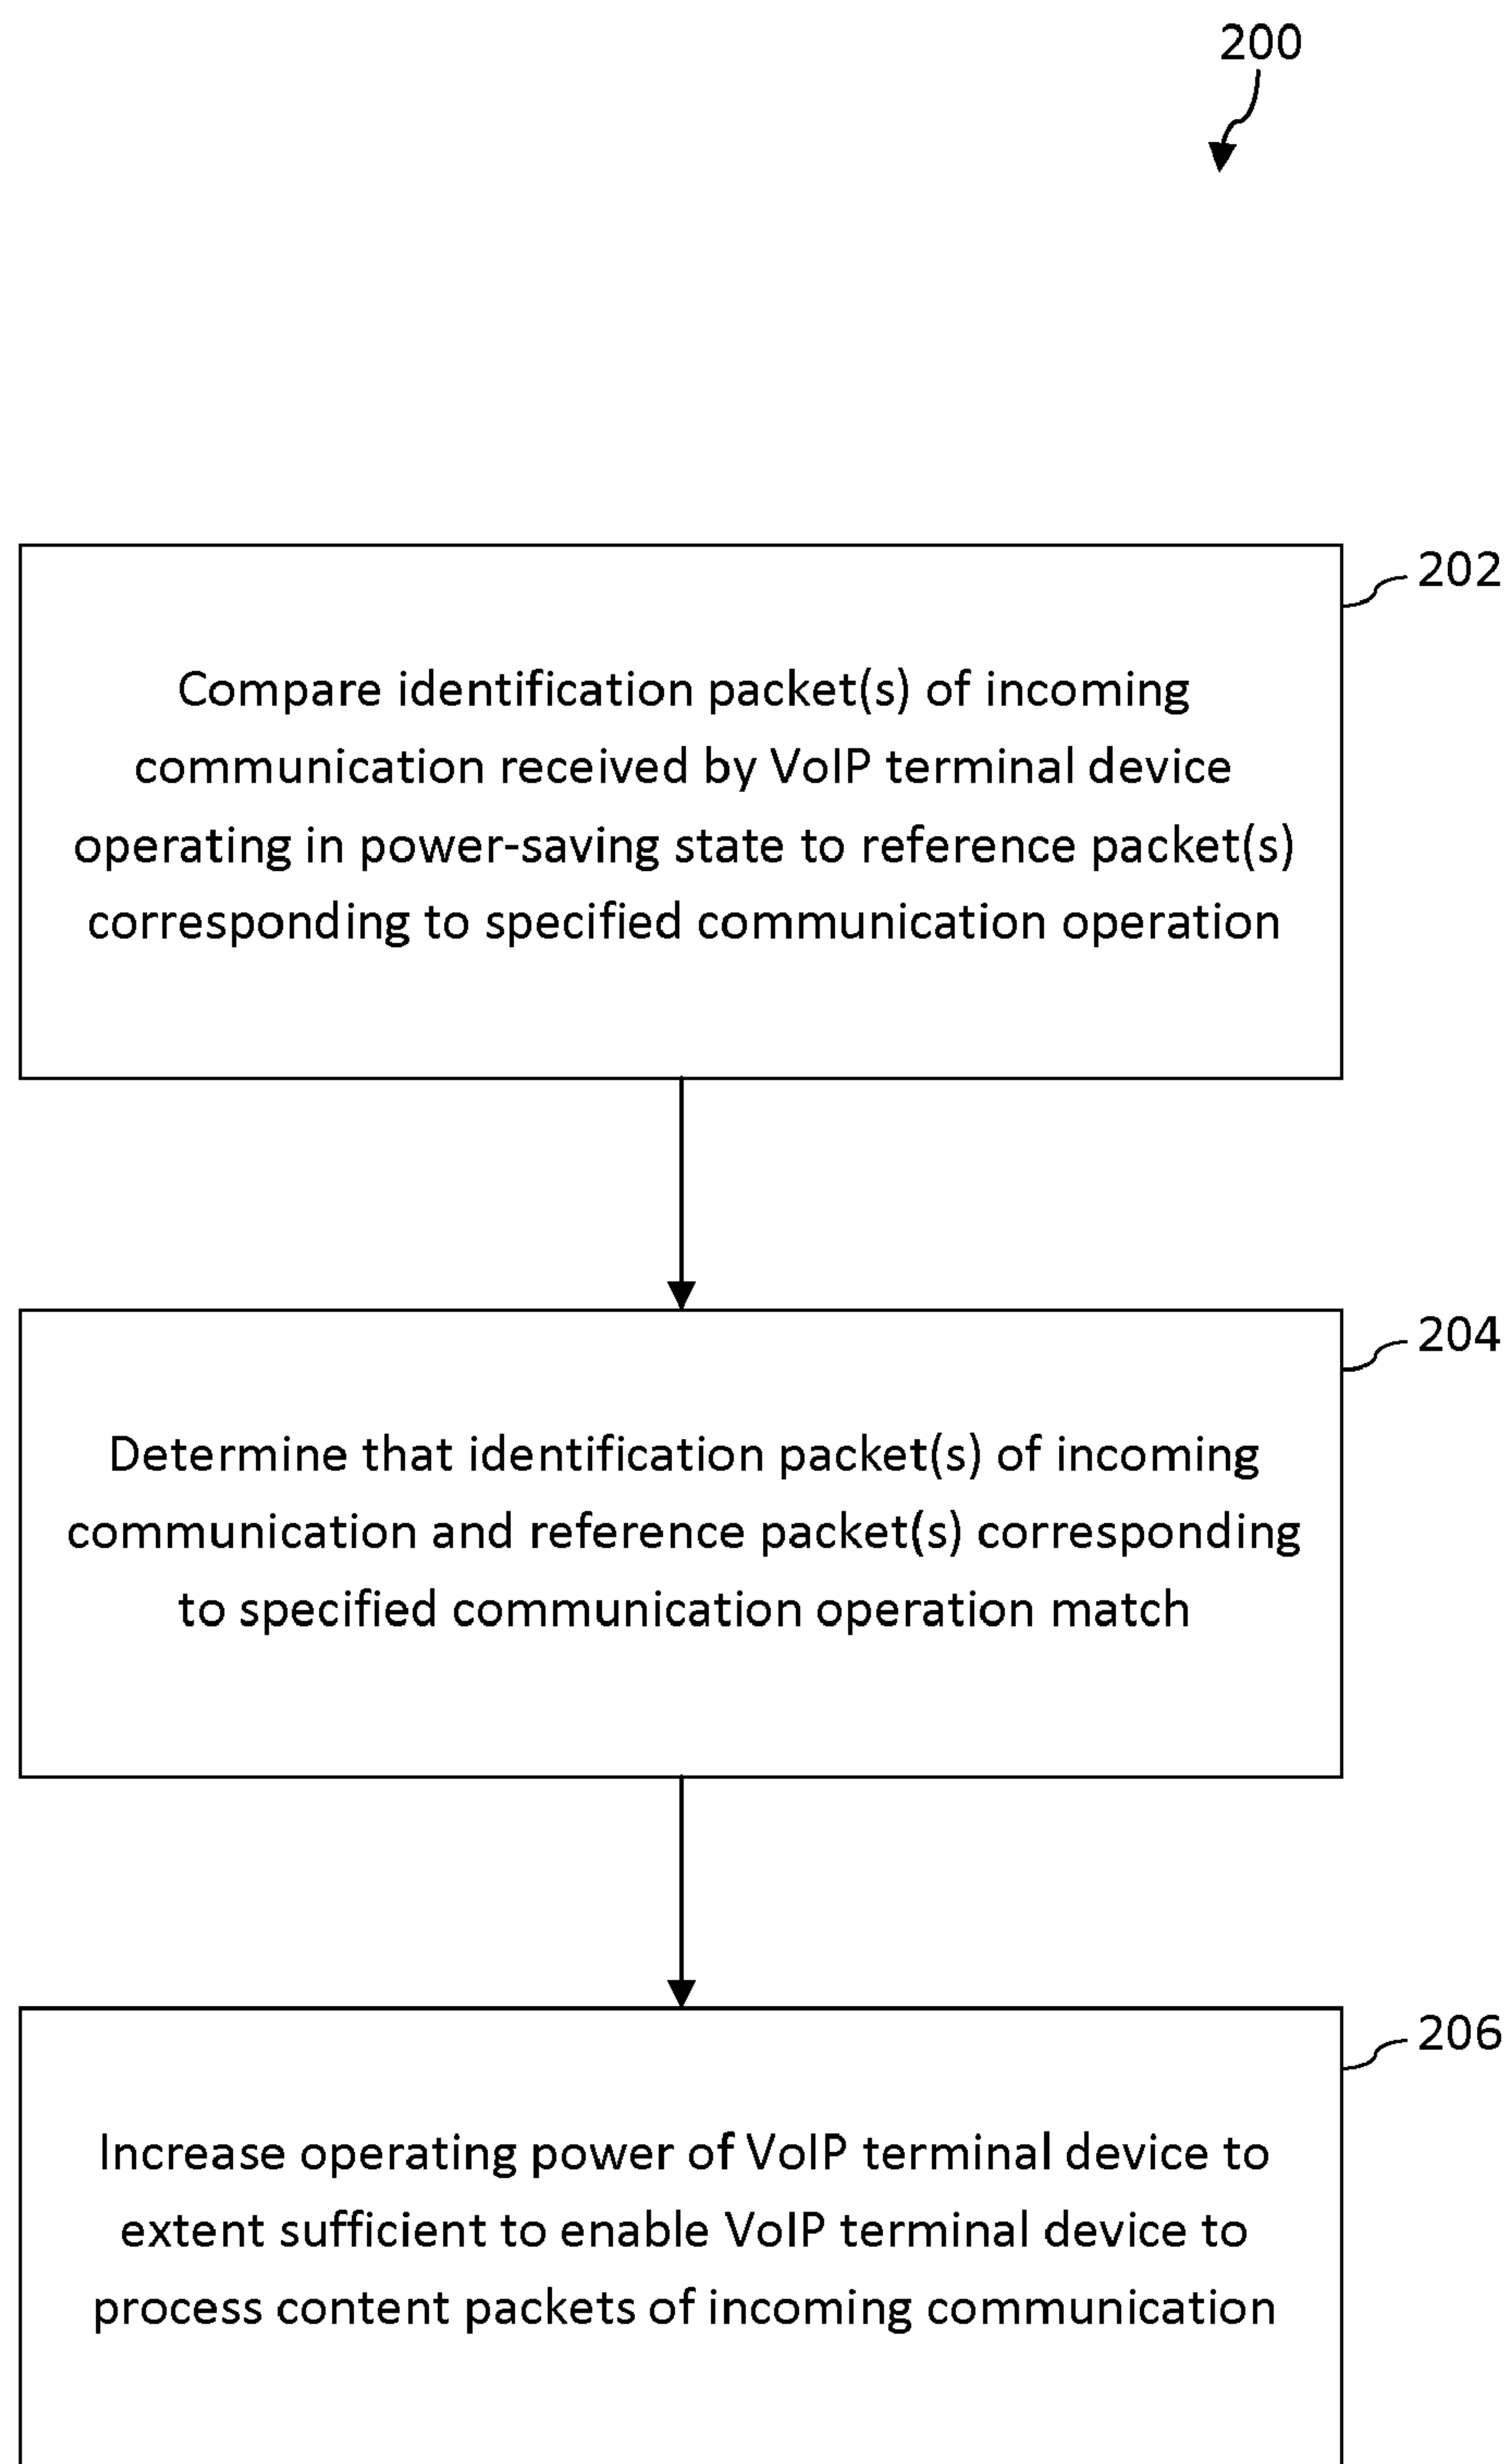 200
202
Compare identification packet(s) of incoming
communication received by VoIP terminal device
operating in power-saving state to reference packet(s)
corresponding to specified communication operation
204
Determine that identification packet(s) of incoming
communication and reference packet(s) corresponding
to specified communication operation match
206
Increase operating power of VoIP terminal device to
extent sufficient to enable VoIP terminal device to
process content packets of incoming communication